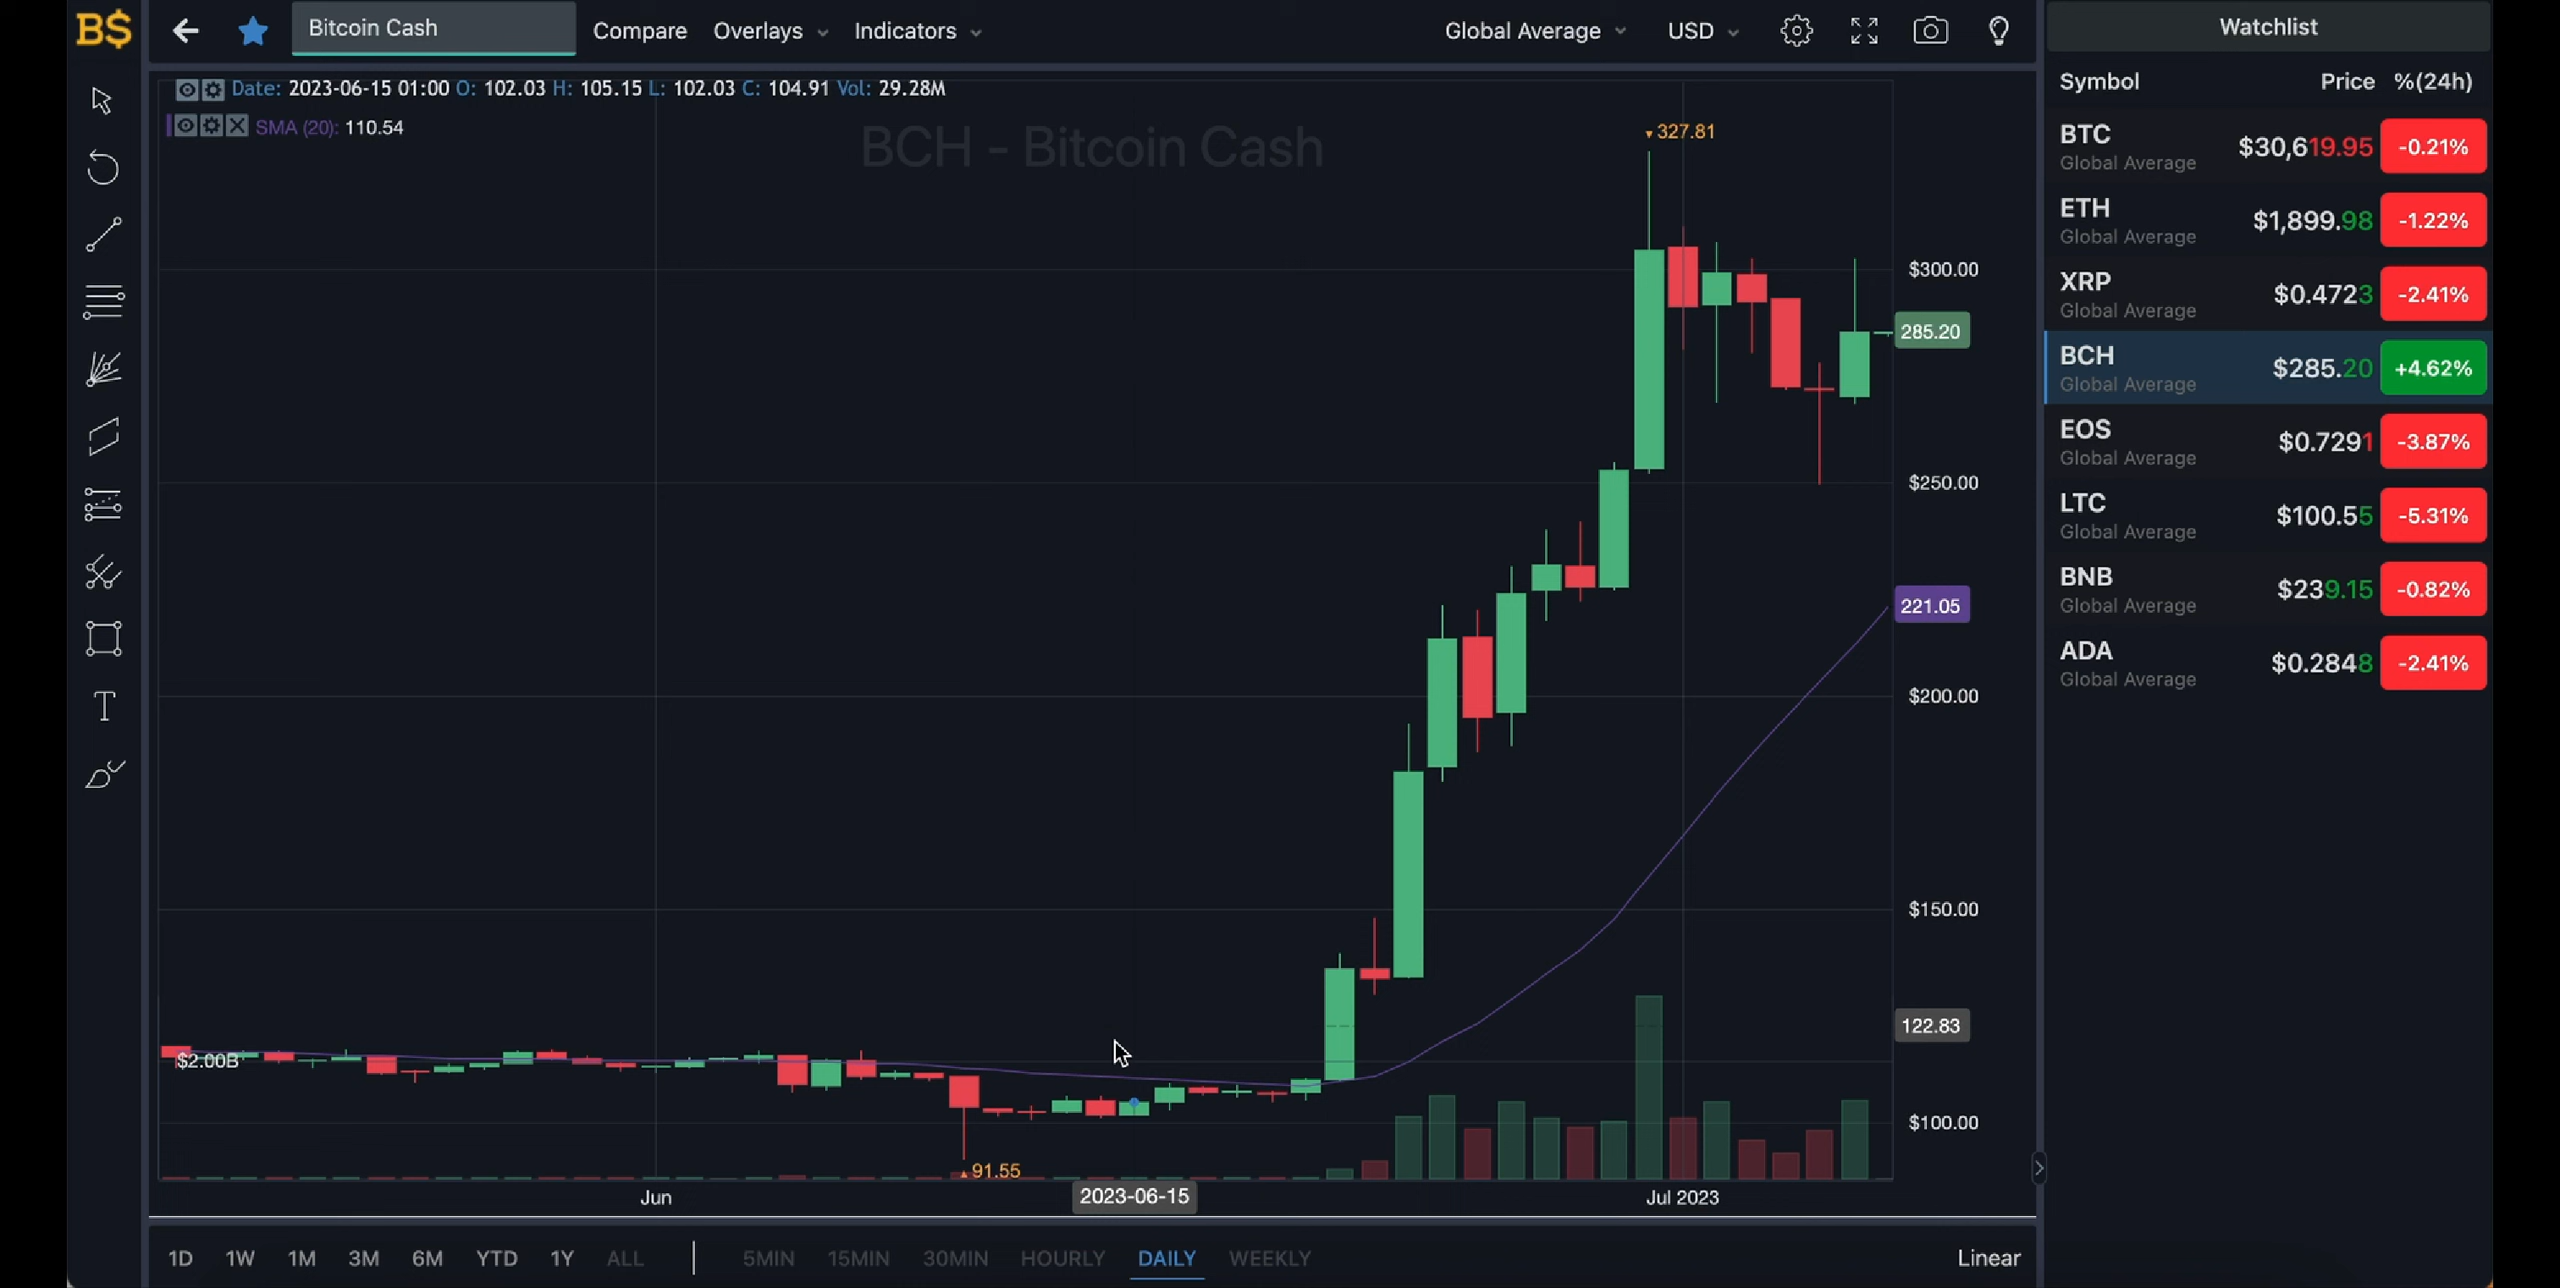 B$
Bitcoin Cash
Compare
Overlays
Indicators
Global Average
USD
Date: 2023-06-15 01:00 O: 102.03 H: 105.15 L: 102.03 C: 104.91 Vol: 29.28M
SMA (20): 110.54
BCH - Bitcoin Cash
327.81
$300.00
285.20
$250.00
221.05
$200.00
$150.00
122.83
$2.00B
$100.00
91.55
Jun
2023-06-15
Jul 2023
1D 1W 1M 3M 6M YTD 1Y ALL
5MIN 15MIN 30MIN HOURLY DAILY WEEKLY
Linear
Watchlist
Symbol Price %(24h)
BTC $30,619.95 -0.21%
Global Average
ETH $1,899.98 -1.22%
Global Average
XRP $0.4723 -2.41%
Global Average
BCH $285.20 +4.62%
Global Average
EOS $0.7291 -3.87%
Global Average
LTC $100.55 -5.31%
Global Average
BNB $239.15 -0.82%
Global Average
ADA $0.2848 -2.41%
Global Average